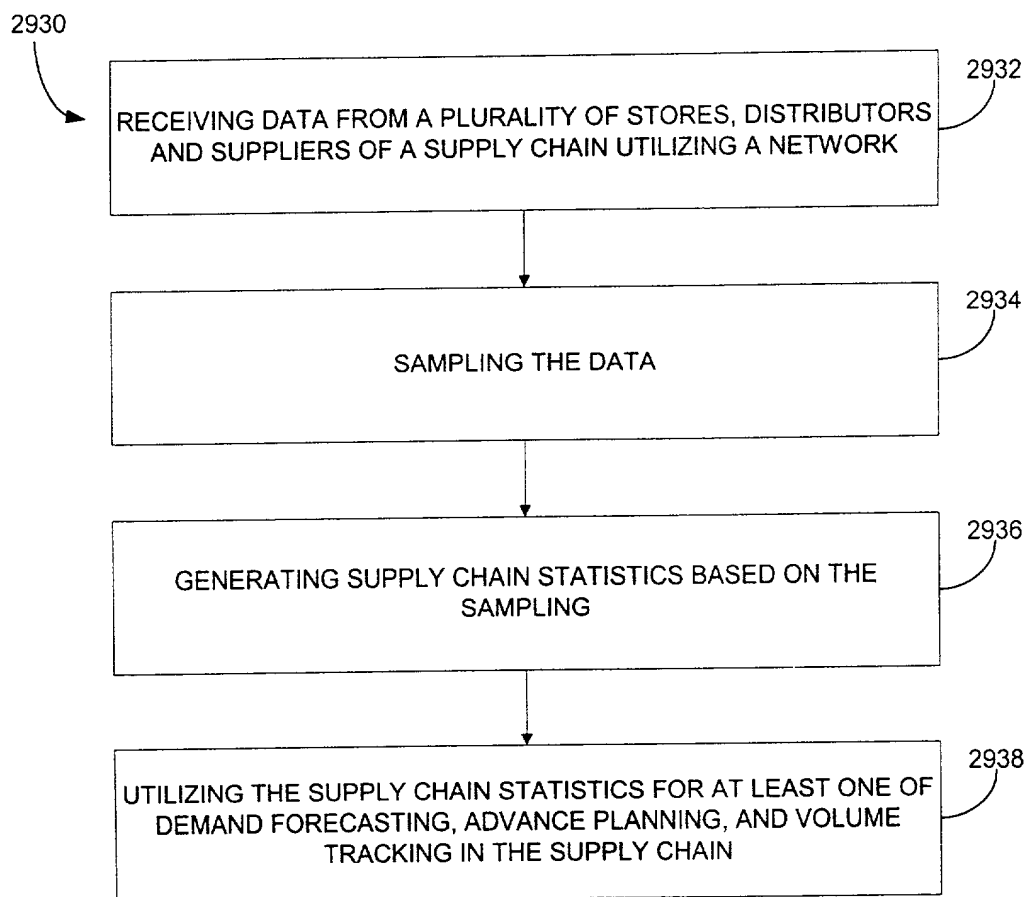 2930
2932
RECEIVING DATA FROM A PLURALITY OF STORES, DISTRIBUTORS
AND SUPPLIERS OF A SUPPLY CHAIN UTILIZING A NETWORK
2934
SAMPLING THE DATA
2936
GENERATING SUPPLY CHAIN STATISTICS BASED ON THE
SAMPLING
2938
UTILIZING THE SUPPLY CHAIN STATISTICS FOR AT LEAST ONE OF
DEMAND FORECASTING, ADVANCE PLANNING, AND VOLUME
TRACKING IN THE SUPPLY CHAIN